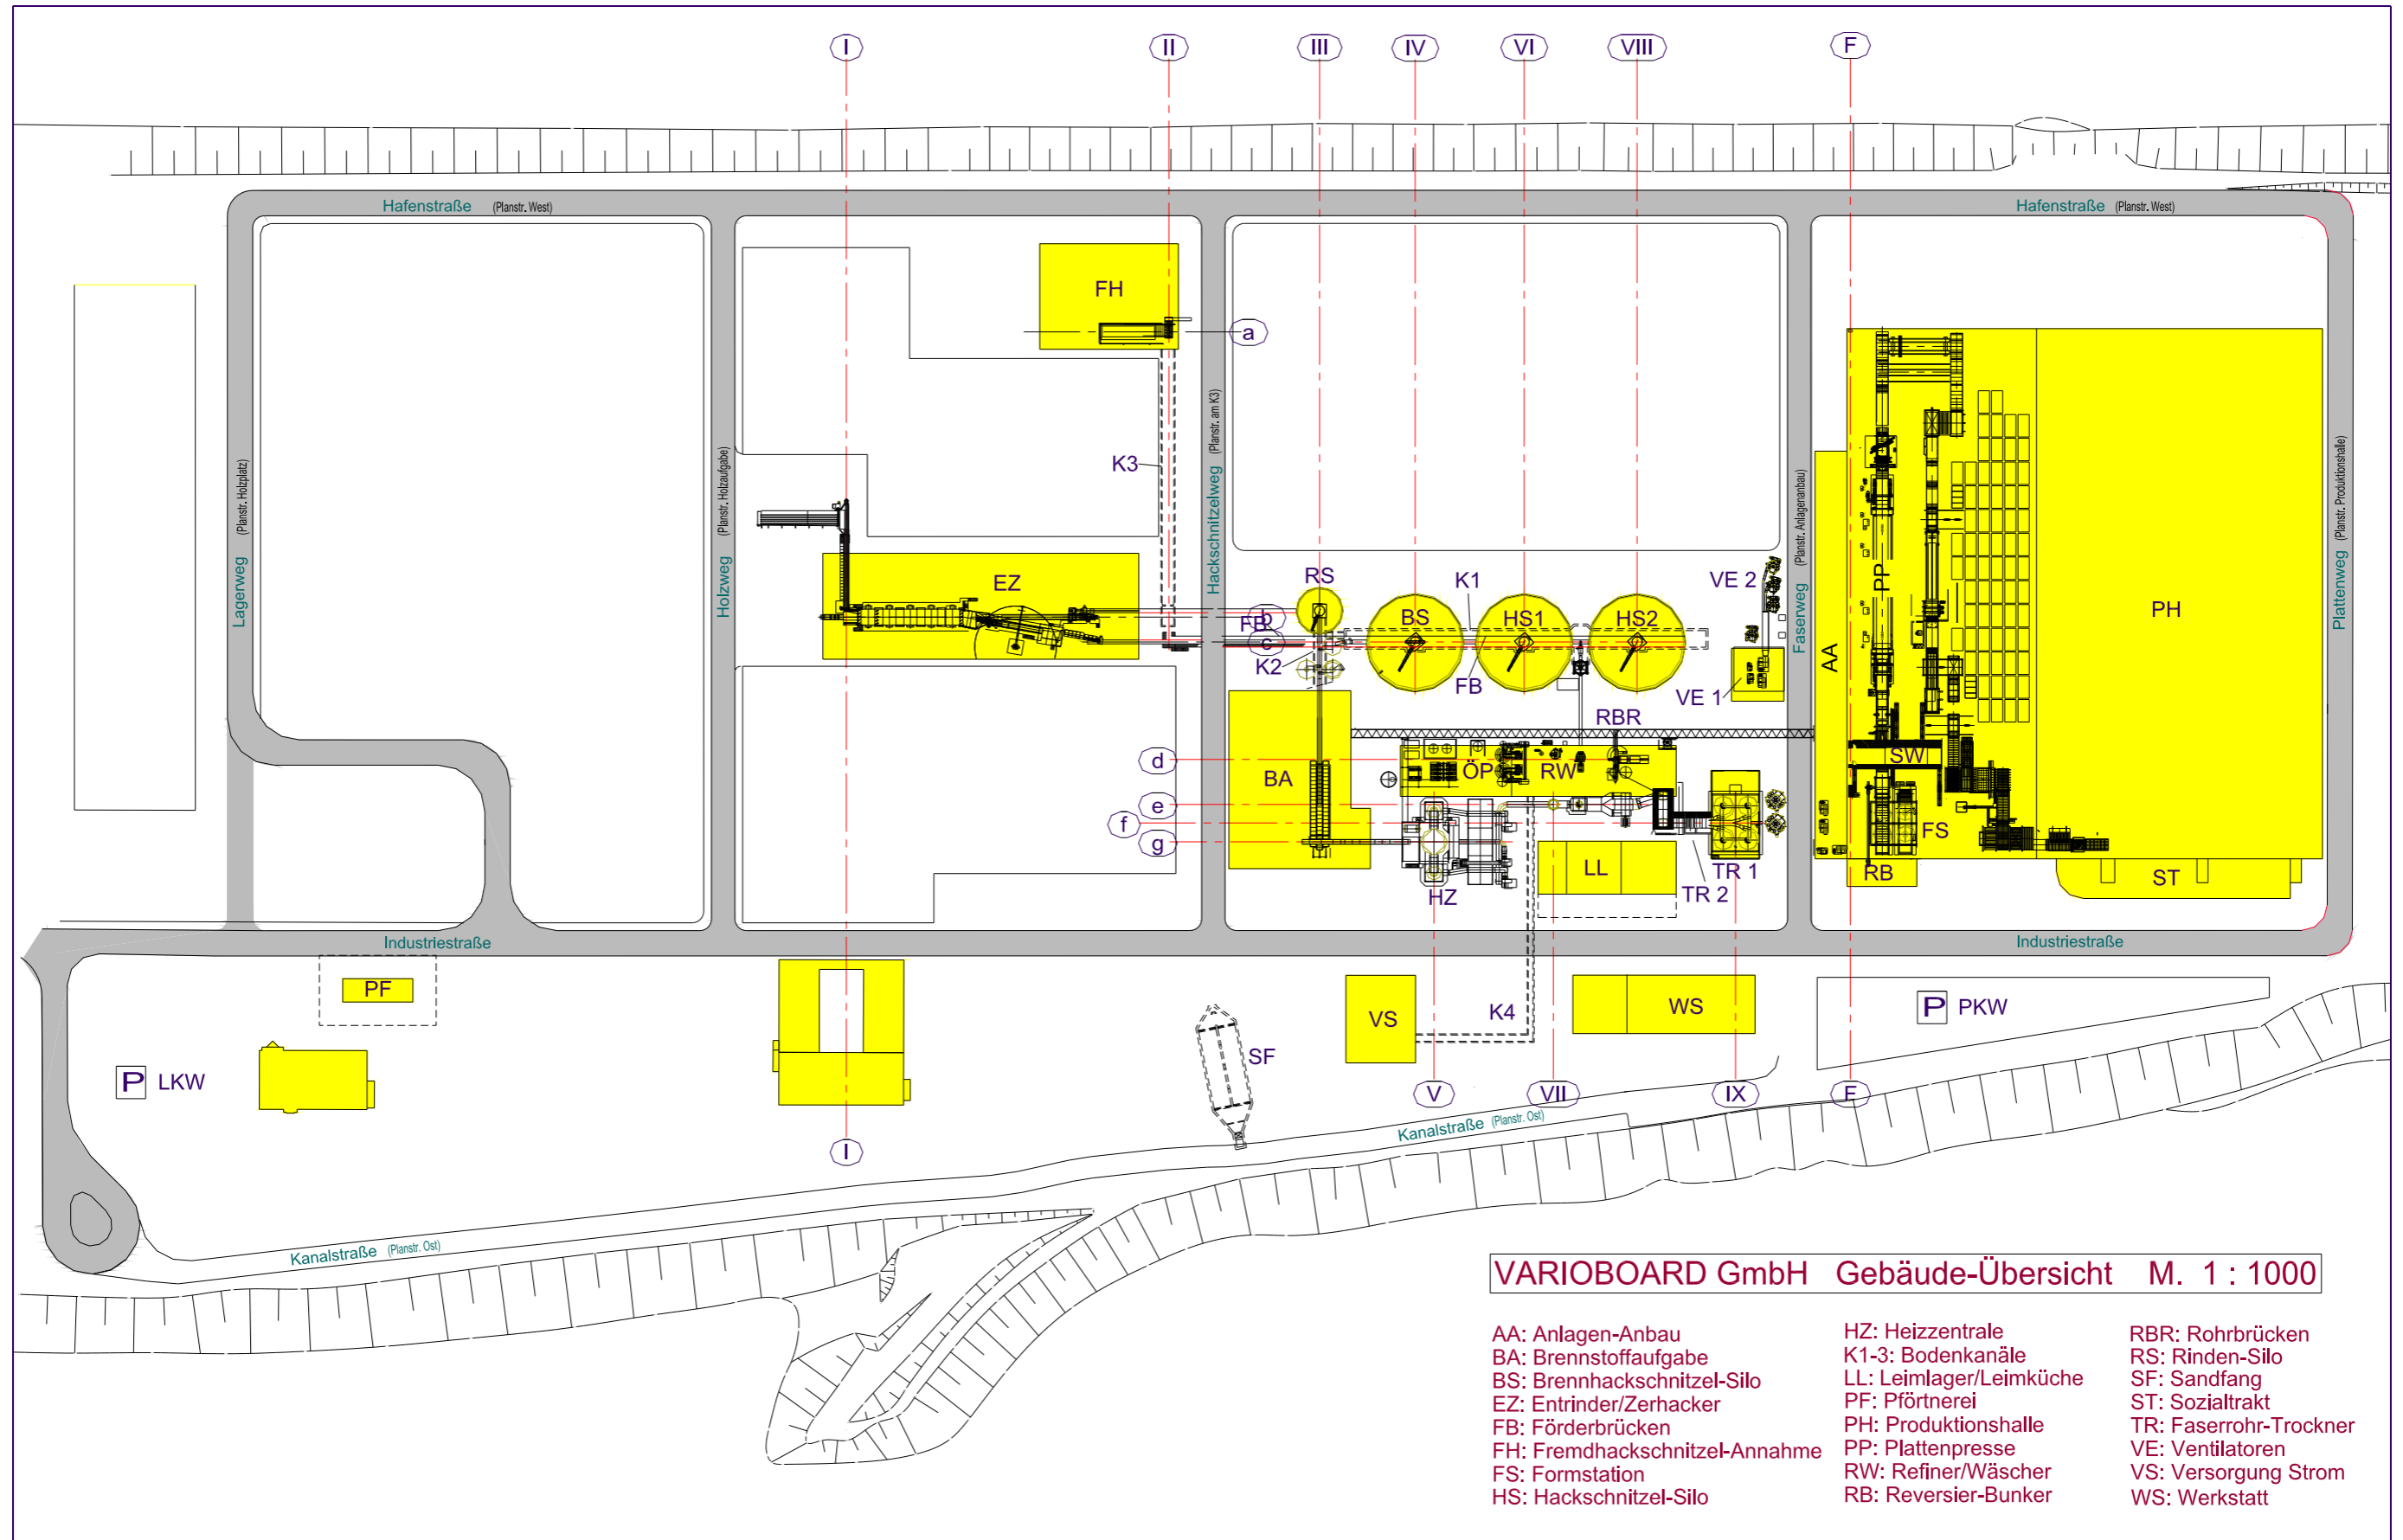 I II III IV VI VIII F
Hafenstraße (Planstr. West)
Hafenstraße (Planstr. West)
FH
a
Lagerweg (Planstr. Holzplatz)
Holzweg (Planstr. Holzaufgabe)
Hackschnitzelweg (Planstr. am K3)
Faserweg (Planstr. Anlagenanbau)
Plattenweg (Planstr. Produktionshalle)
K3
EZ
RS
K1
VE 2
PP
PH
b
FB
c
BS
HS1
HS2
K2
FB
VE 1
AA
RBR
d
BA
ÖP
RW
SW
e
f
g
FS
LL
TR 1
TR 2
HZ
RB
ST
Industriestraße
Industriestraße
PF
VS
K4
WS
P PKW
SF
P LKW
V VII IX F
I
Kanalstraße (Planstr. Ost)
Kanalstraße (Planstr. Ost)
VARIOBOARD GmbH Gebäude-Übersicht M. 1 : 1000
AA: Anlagen-Anbau
BA: Brennstoffaufgabe
BS: Brennhackschnitzel-Silo
EZ: Entrinder/Zerhacker
FB: Förderbrücken
FH: Fremdhackschnitzel-Annahme
FS: Formstation
HS: Hackschnitzel-Silo
HZ: Heizzentrale
K1-3: Bodenkanäle
LL: Leimlager/Leimküche
PF: Pförtnerei
PH: Produktionshalle
PP: Plattenpresse
RW: Refiner/Wäscher
RB: Reversier-Bunker
RBR: Rohrbrücken
RS: Rinden-Silo
SF: Sandfang
ST: Sozialtrakt
TR: Faserrohr-Trockner
VE: Ventilatoren
VS: Versorgung Strom
WS: Werkstatt